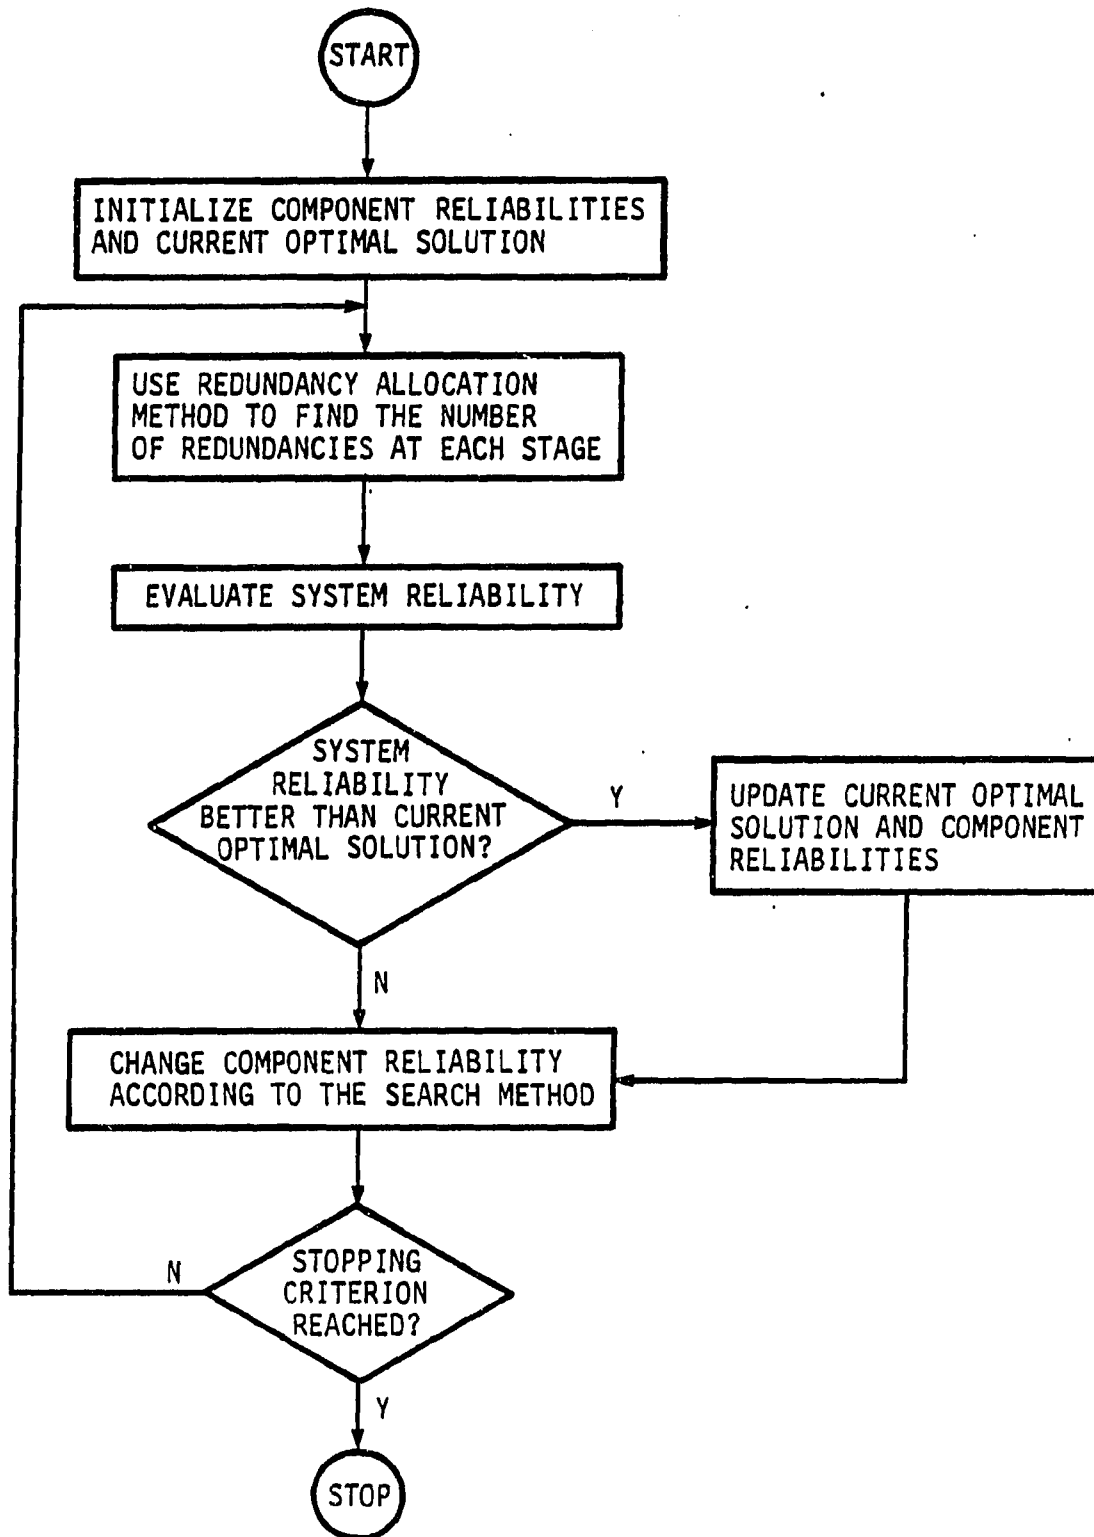 START
INITIALIZE COMPONENT RELIABILITIES
AND CURRENT OPTIMAL SOLUTION
USE REDUNDANCY ALLOCATION
METHOD TO FIND THE NUMBER
OF REDUNDANCIES AT EACH STAGE
EVALUATE SYSTEM RELIABILITY
SYSTEM
RELIABILITY
BETTER THAN CURRENT
OPTIMAL SOLUTION?
Y
UPDATE CURRENT OPTIMAL
SOLUTION AND COMPONENT
RELIABILITIES
N
CHANGE COMPONENT RELIABILITY
ACCORDING TO THE SEARCH METHOD
STOPPING
CRITERION
REACHED?
N
Y
STOP